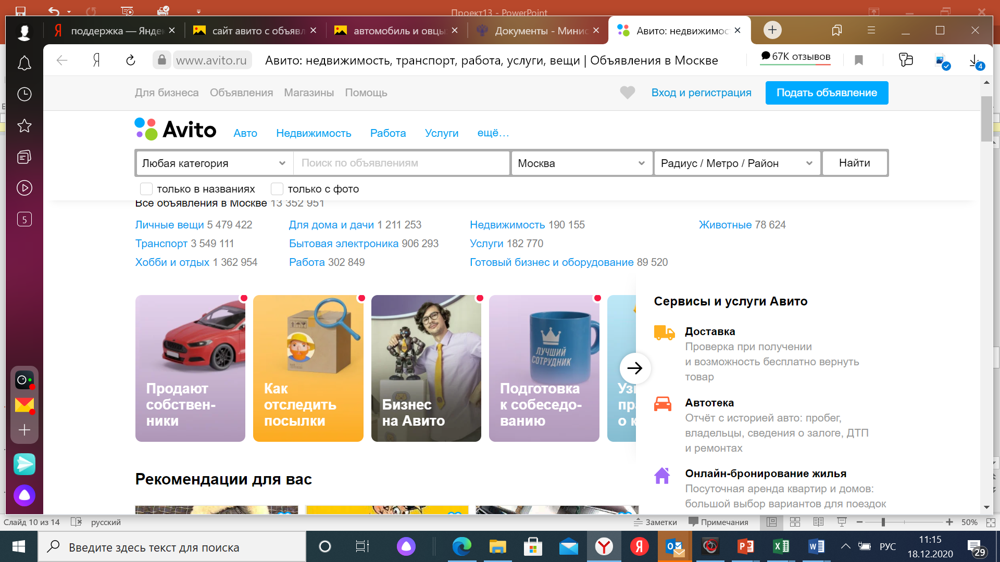 Проект13 - PowerPoint
поддержка — Яндек
сайт авито с объявл
автомобиль и овцы
Документы - Минис
Авито: недвижимос
www.avito.ru
Авито: недвижимость, транспорт, работа, услуги, вещи | Объявления в Москве
67K отзывов
4
Для бизнеса Объявления Магазины Помощь
Вход и регистрация
Подать объявление
Avito
Авто Недвижимость Работа Услуги ещё...
Любая категория
Поиск по объявлениям
Москва
Радиус / Метро / Район
Найти
только в названиях
только с фото
Все объявления в Москве 13 352 951
5
Личные вещи 5 479 422
Для дома и дачи 1 211 253
Недвижимость 190 155
Животные 78 624
Транспорт 3 549 111
Бытовая электроника 906 293
Услуги 182 770
Хобби и отдых 1 362 954
Работа 302 849
Готовый бизнес и оборудование 89 520
Продают
собствен-
ники
Как
отследить
посылки
Бизнес
на Авито
ЛУЧШИЙ
СОТРУДНИК
Подготовка
к собеседо-
ванию
Сервисы и услуги Авито
Доставка
Проверка при получении
и возможность бесплатно вернуть
товар
Автотека
Отчёт с историей авто: пробег,
владельцы, сведения о залоге, ДТП
и ремонтах
Онлайн-бронирование жилья
Посуточная аренда квартир и домов:
большой выбор вариантов для поездок
Рекомендации для вас
Слайд 10 из 14
русский
Заметки
Примечания
50%
Введите здесь текст для поиска
РУС
11:15
18.12.2020
29